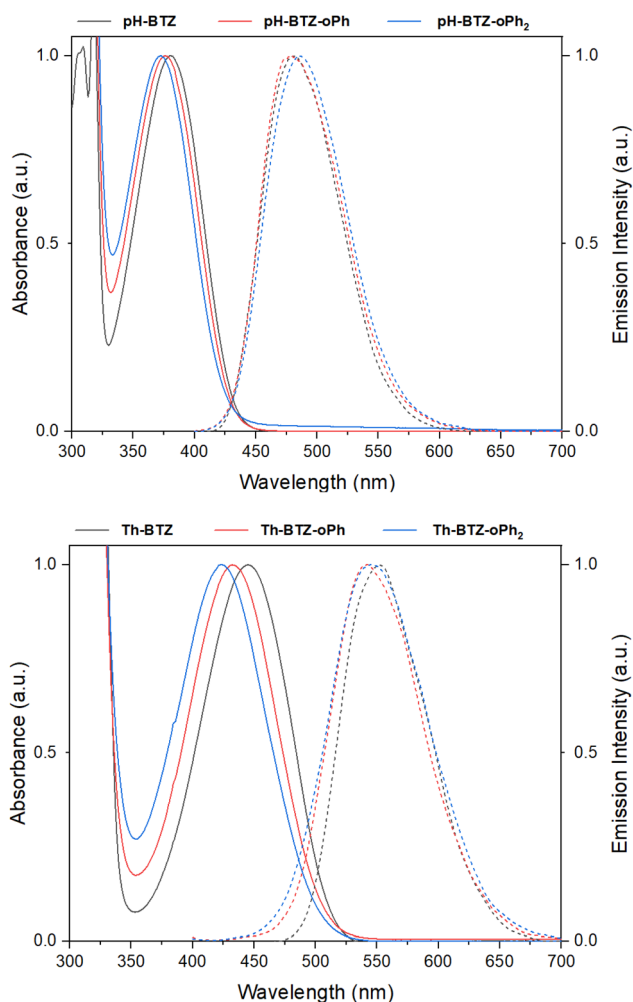 pH-BTZ pH-BTZ-oPh pH-BTZ-oPh₂
1.0 1.0
0.5 0.5
0.0 0.0
Absorbance (a.u.)
Emission Intensity (a.u.)
300 350 400 450 500 550 600 650 700
Wavelength (nm)
Th-BTZ Th-BTZ-oPh Th-BTZ-oPh₂
1.0 1.0
0.5 0.5
0.0 0.0
Absorbance (a.u.)
Emission Intensity (a.u.)
300 350 400 450 500 550 600 650 700
Wavelength (nm)